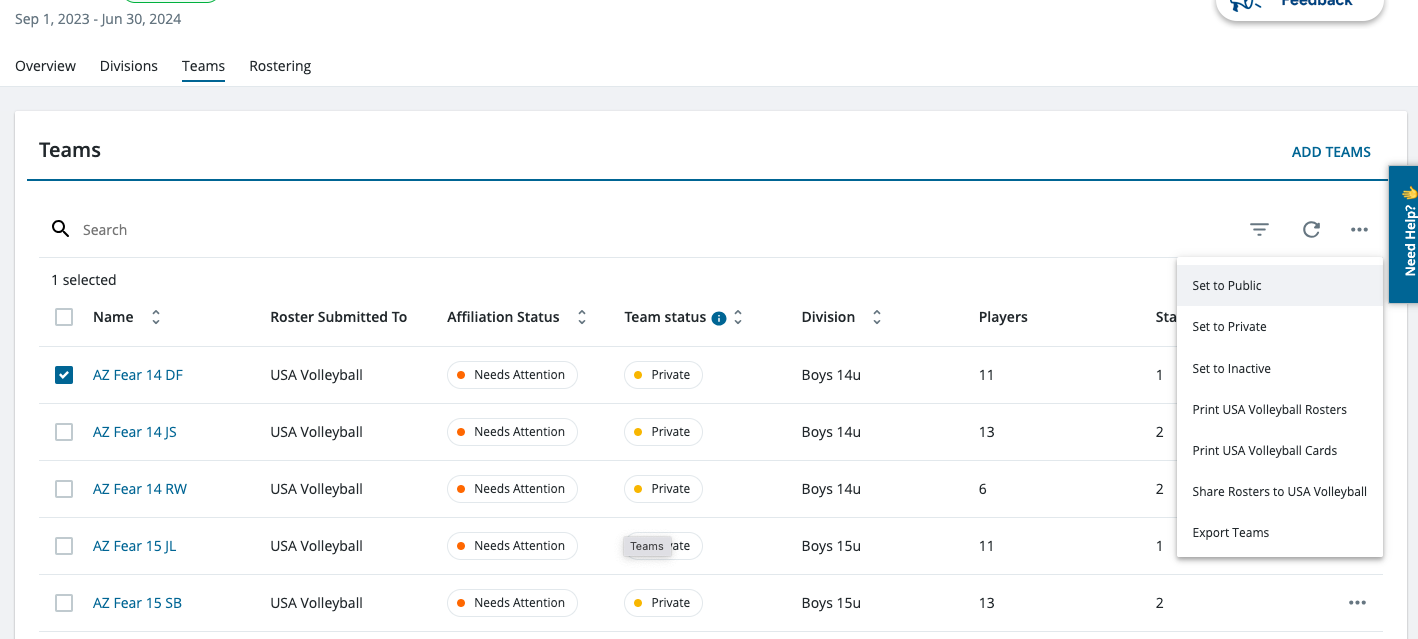 Sep 1, 2023 - Jun 30, 2024
Feedback
Overview Divisions Teams Rostering
Teams
ADD TEAMS
Need Help? 👋
Search
1 selected
Name Roster Submitted To Affiliation Status Team status Division Players Sta
AZ Fear 14 DF USA Volleyball Needs Attention Private Boys 14u 11 1
AZ Fear 14 JS USA Volleyball Needs Attention Private Boys 14u 13 2
AZ Fear 14 RW USA Volleyball Needs Attention Private Boys 14u 6 2
AZ Fear 15 JL USA Volleyball Needs Attention Teams vate Boys 15u 11 1
AZ Fear 15 SB USA Volleyball Needs Attention Private Boys 15u 13 2
Set to Public
Set to Private
Set to Inactive
Print USA Volleyball Rosters
Print USA Volleyball Cards
Share Rosters to USA Volleyball
Export Teams